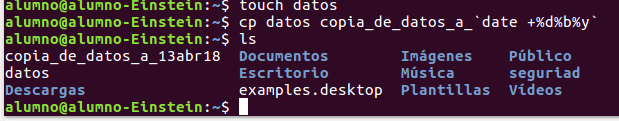 alumno@alumno-Einstein:~$ touch datos
alumno@alumno-Einstein:~$ cp datos copia_de_datos_a_`date +%d%b%y`
alumno@alumno-Einstein:~$ ls
copia_de_datos_a_13abr18  Documentos        Imágenes    Público
datos                     Escritorio        Música      seguriad
Descargas                 examples.desktop  Plantillas  Vídeos
alumno@alumno-Einstein:~$